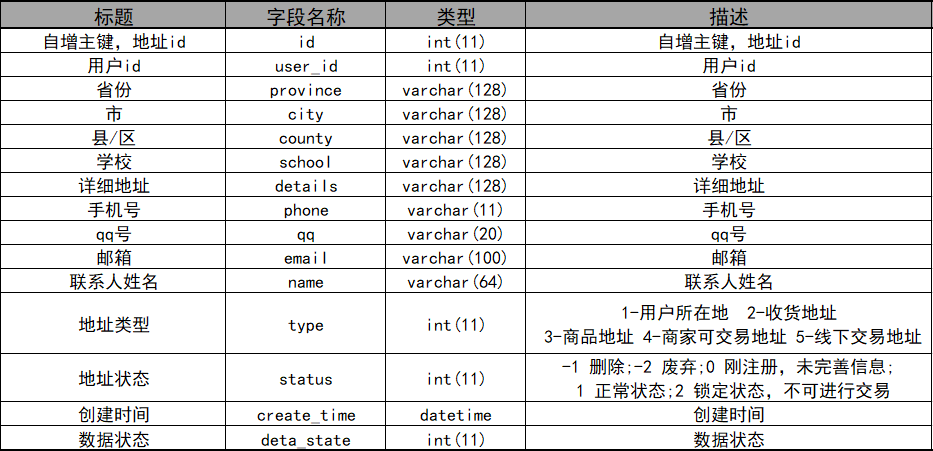 标题 字段名称 类型 描述
自增主键，地址id id int(11) 自增主键，地址id
用户id user_id int(11) 用户id
省份 province varchar(128) 省份
市 city varchar(128) 市
县/区 county varchar(128) 县/区
学校 school varchar(128) 学校
详细地址 details varchar(128) 详细地址
手机号 phone varchar(11) 手机号
qq号 qq varchar(20) qq号
邮箱 email varchar(100) 邮箱
联系人姓名 name varchar(64) 联系人姓名
地址类型 type int(11) 1-用户所在地 2-收货地址
3-商品地址 4-商家可交易地址 5-线下交易地址
地址状态 status int(11) -1 删除;-2 废弃;0 刚注册，未完善信息;
1 正常状态;2 锁定状态，不可进行交易
创建时间 create_time datetime 创建时间
数据状态 deta_state int(11) 数据状态